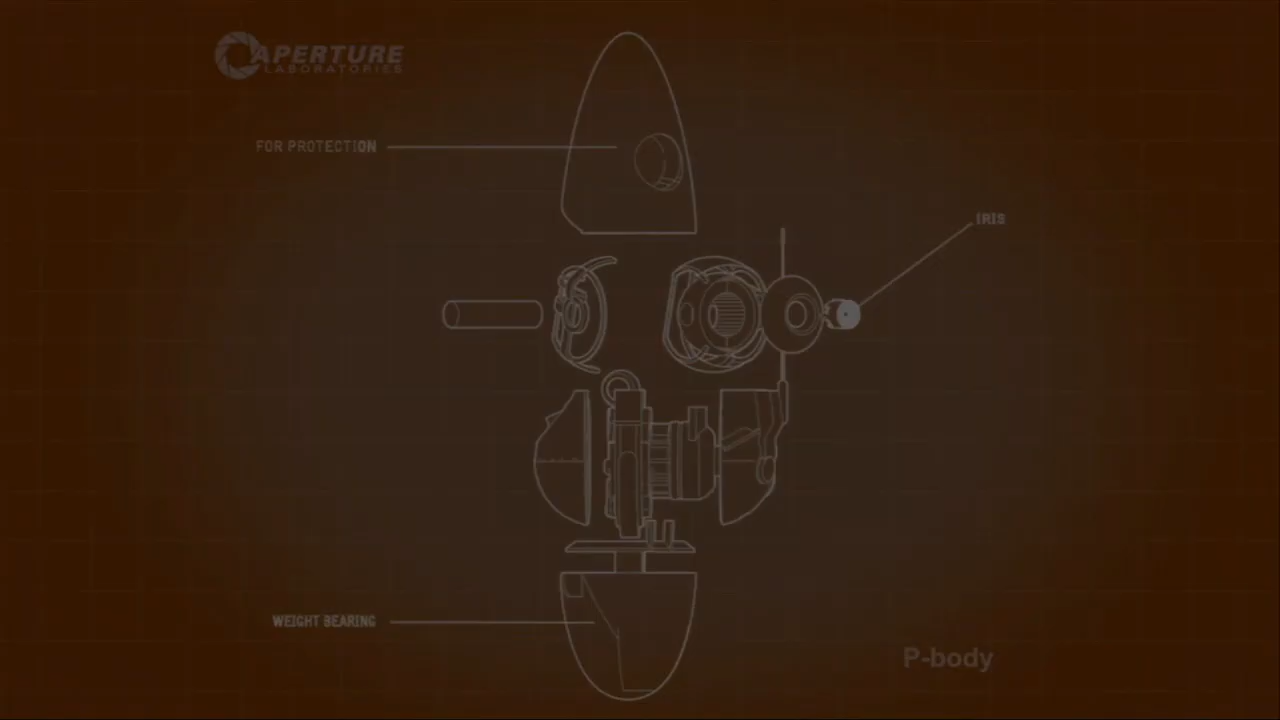 APERTURE
LABORATORIES
FOR PROTECTION
IRIS
WEIGHT BEARING
P-body